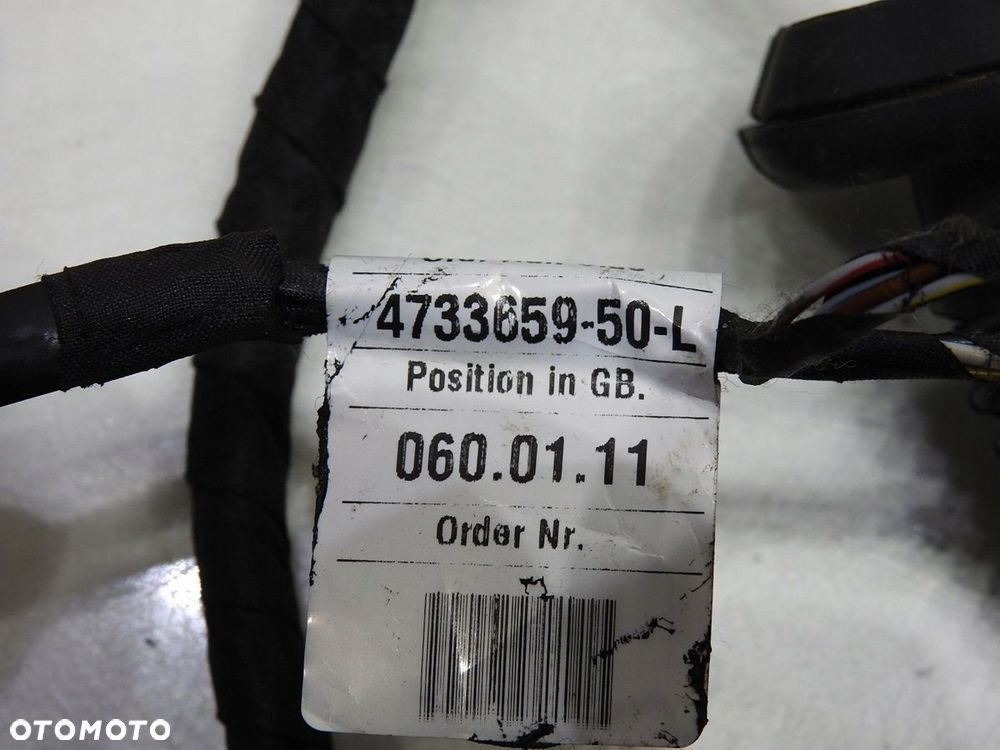 4733659-50-L
Position in GB.
060.01.11
Order Nr.
OTOMOTO